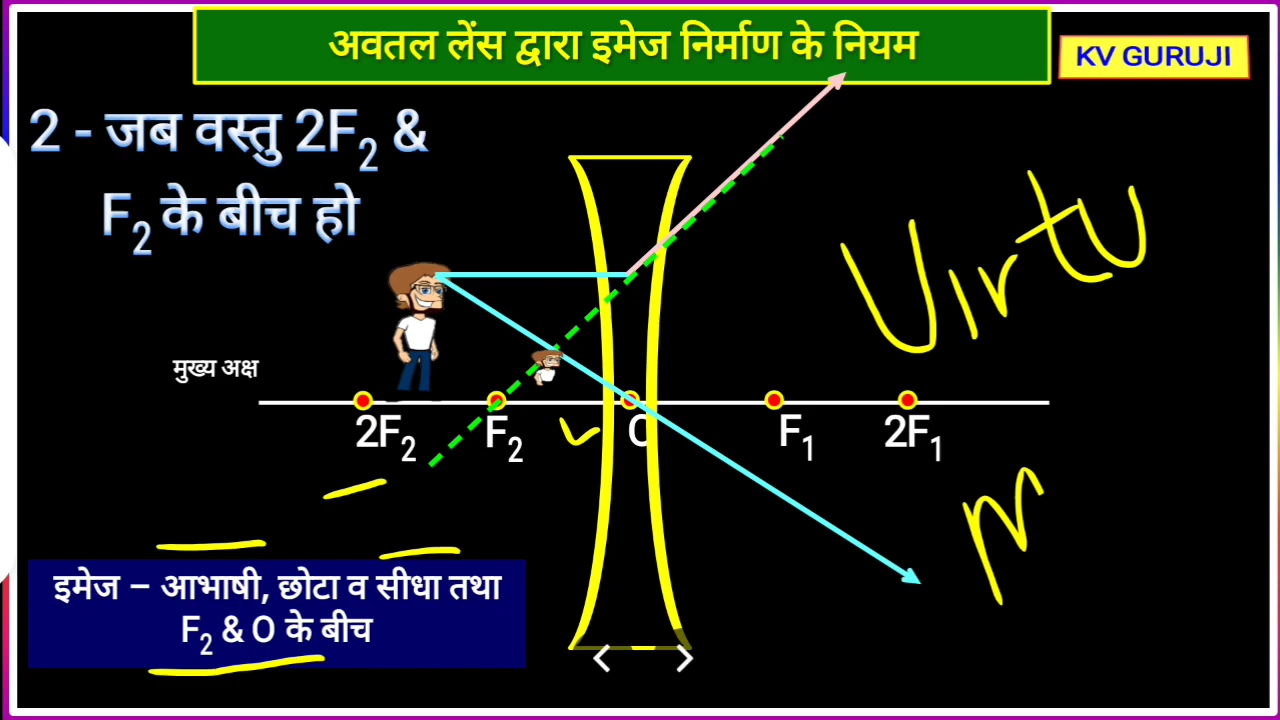 अवतल लेंस द्वारा इमेज निर्माण के नियम
KV GURUJI
2 - जब वस्तु 2F₂ &
F₂ के बीच हो
Virtu
मुख्य अक्ष
2F₂ F₂ O F₁ 2F₁
इमेज – आभाषी, छोटा व सीधा तथा
F₂ & O के बीच